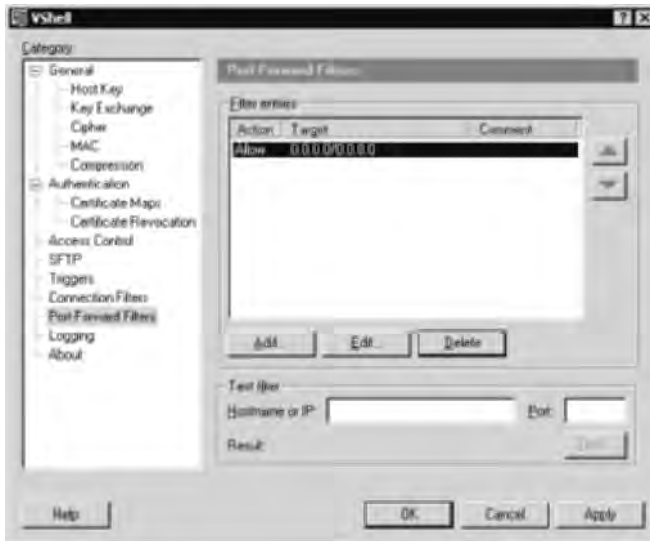 VShell
Category:
General
Host Key
Key Exchange
Cipher
MAC
Compression
Authentication
Certificate Maps
Certificate Revocation
Access Control
SFTP
Triggers
Connection Filters
Port Forward Filters
Logging
About
Port Forward Filters
Filter entries
Action Target Comment
Allow 0.0.0.0/0.0.0.0
Add... Edit... Delete
Test filter
Hostname or IP: Port:
Result:
Test...
Help OK Cancel Apply